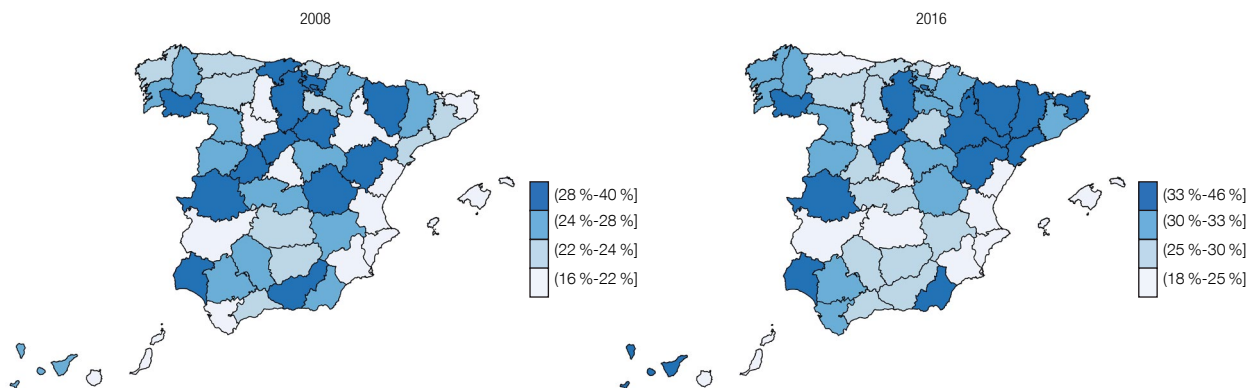 2008
(28 %-40 %]
(24 %-28 %]
(22 %-24 %]
(16 %-22 %]
2016
(33 %-46 %]
(30 %-33 %]
(25 %-30 %]
(18 %-25 %]